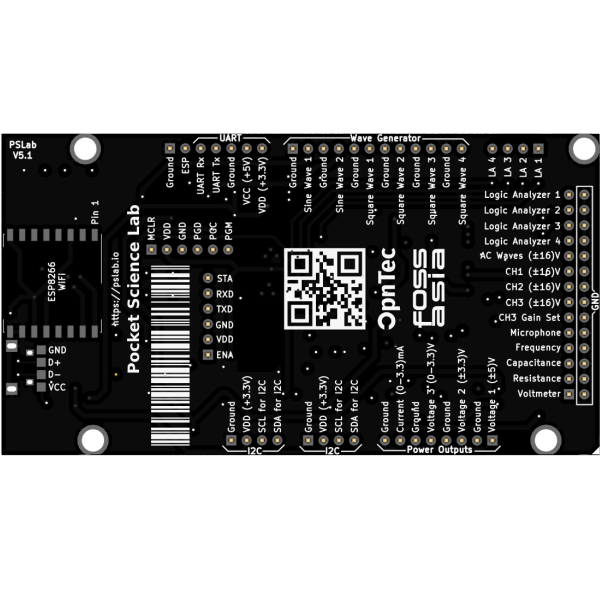 PSLab
V5.1
UART
Ground
ESP
UART Rx
UART Tx
Ground
VCC (+5V)
VDD (+3.3V)
Wave Generator
Ground
Sine Wave 1
Ground
Sine Wave 2
Ground
Square Wave 1
Ground
Square Wave 2
Ground
Square Wave 3
Ground
Square Wave 4
LA 4
LA 3
LA 2
LA 1
Pin 1
ESP8266
WIFI
https://pslab.io
Pocket Science Lab
MCLR
VDD
GND
PGD
PGC
PGM
STA
RXD
TXD
GND
VDD
ENA
OpnTec
FOSS
asia
Logic Analyzer 1
Logic Analyzer 2
Logic Analyzer 3
Logic Analyzer 4
AC Waves (±16)V
CH1 (±16)V
CH2 (±16)V
CH3 (±16)V
CH3 Gain Set
Microphone
Frequency
Capacitance
Resistance
Voltmeter
GND
GND
D+
D-
VCC
Ground
VDD (+3.3V)
SCL for I2C
SDA for I2C
I2C
Ground
VDD (+3.3V)
SCL for I2C
SDA for I2C
I2C
Ground
Current (0-3.3)mA
Ground
Voltage 3 (0-3.3)V
Ground
Voltage 2 (±3.3)V
Ground
Voltage 1 (±5)V
Power Outputs